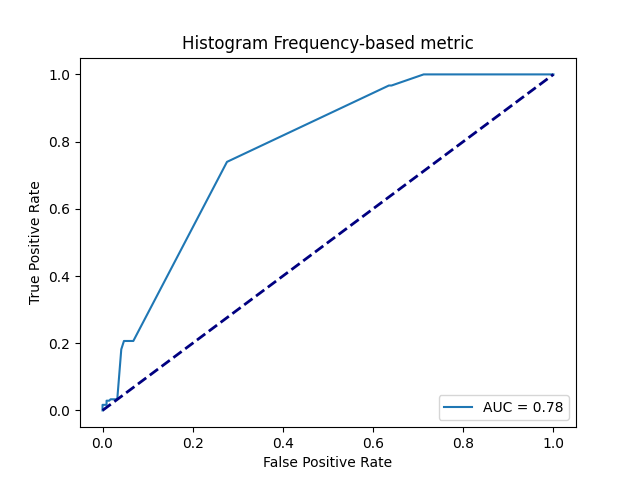 Histogram Frequency-based metric
True Positive Rate
1.0
0.8
0.6
0.4
0.2
0.0
0.0 0.2 0.4 0.6 0.8 1.0
False Positive Rate
AUC = 0.78